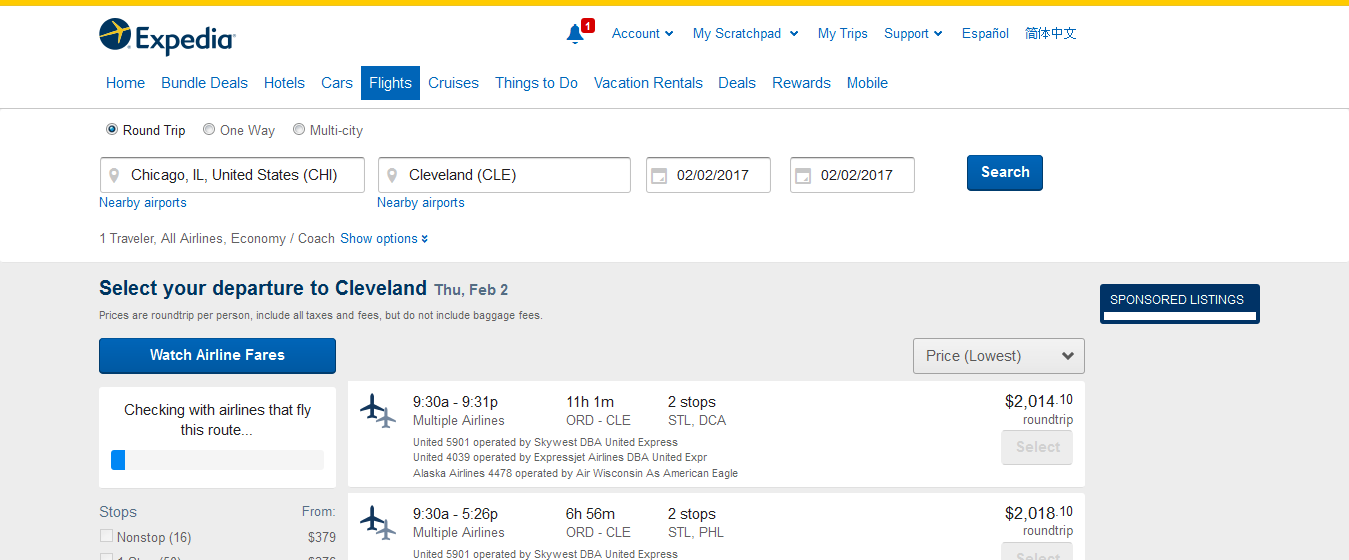 Expedia
1
Account
My Scratchpad
My Trips
Support
Español
简体中文
Home
Bundle Deals
Hotels
Cars
Flights
Cruises
Things to Do
Vacation Rentals
Deals
Rewards
Mobile
Round Trip
One Way
Multi-city
Chicago, IL, United States (CHI)
Cleveland (CLE)
02/02/2017
02/02/2017
Search
Nearby airports
Nearby airports
1 Traveler, All Airlines, Economy / Coach Show options
Select your departure to Cleveland Thu, Feb 2
Prices are roundtrip per person, include all taxes and fees, but do not include baggage fees.
SPONSORED LISTINGS
Watch Airline Fares
Price (Lowest)
Checking with airlines that fly
this route...
Stops From:
Nonstop (16) $379
9:30a - 9:31p 11h 1m 2 stops $2,014.10
Multiple Airlines ORD - CLE STL, DCA roundtrip
United 5901 operated by Skywest DBA United Express
United 4039 operated by Expressjet Airlines DBA United Expr
Alaska Airlines 4478 operated by Air Wisconsin As American Eagle
Select
9:30a - 5:26p 6h 56m 2 stops $2,018.10
Multiple Airlines ORD - CLE STL, PHL roundtrip
United 5901 operated by Skywest DBA United Express
Select